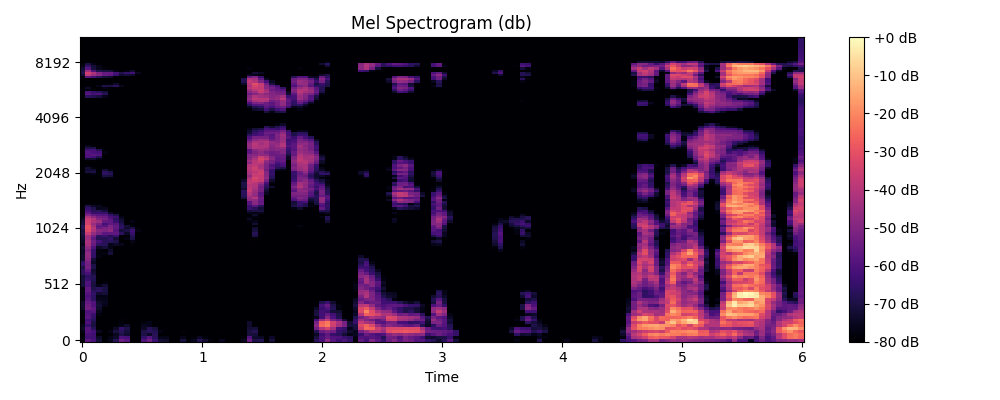 Mel Spectrogram (db)
Hz
8192
4096
2048
1024
512
0
0 1 2 3 4 5 6
Time
+0 dB
-10 dB
-20 dB
-30 dB
-40 dB
-50 dB
-60 dB
-70 dB
-80 dB